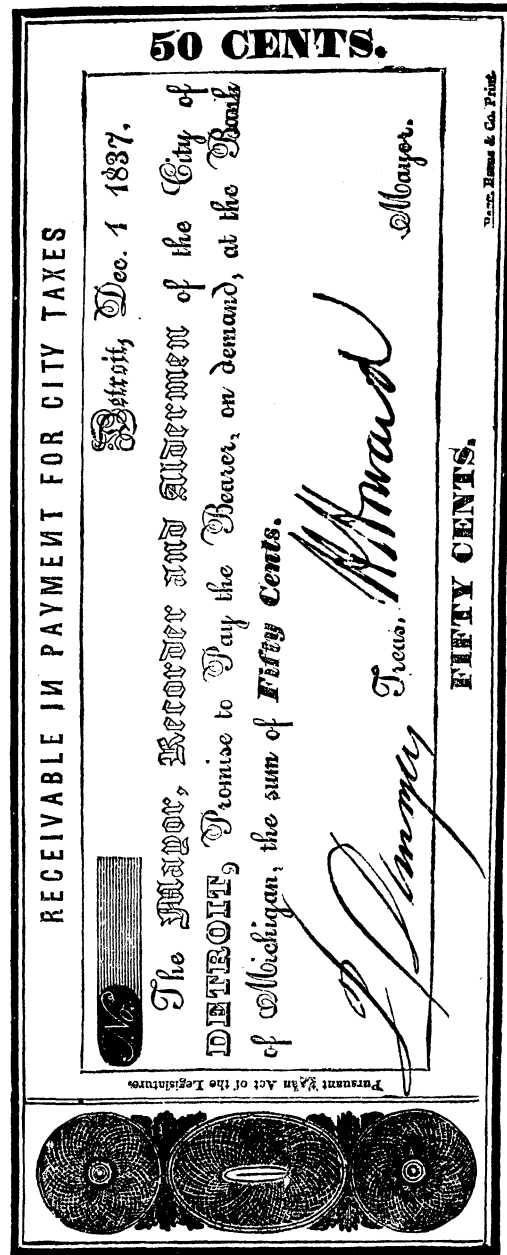 RECEIVABLE IN PAYMENT FOR CITY TAXES
50 CENTS.
No.
Detroit, Dec. 1 1837.
The Mayor, Recorder and Aldermen of the City of
DETROIT, Promise to Pay the Bearer, on demand, at the Bank
of Michigan, the sum of Fifty Cents.
Treas. Howard Mayor.
FIFTY CENTS.
Pursuant to an Act of the Legislature.
& Co. Print.